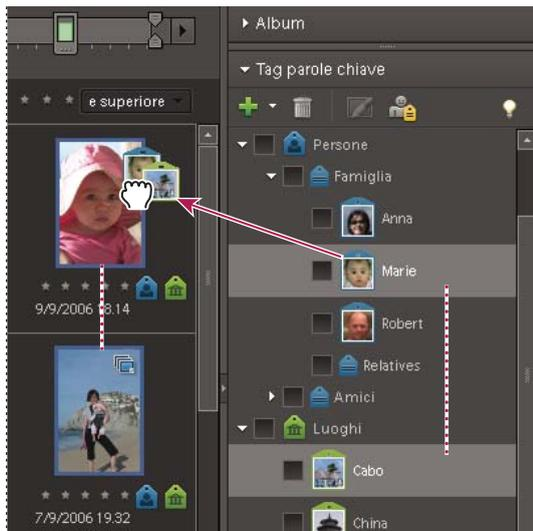 Album
Tag parole chiave
e superiore
Persone
Famiglia
Anna
Marie
9/9/2006 18.14
Robert
Relatives
Amici
Luoghi
Cabo
7/9/2006 19.32
China